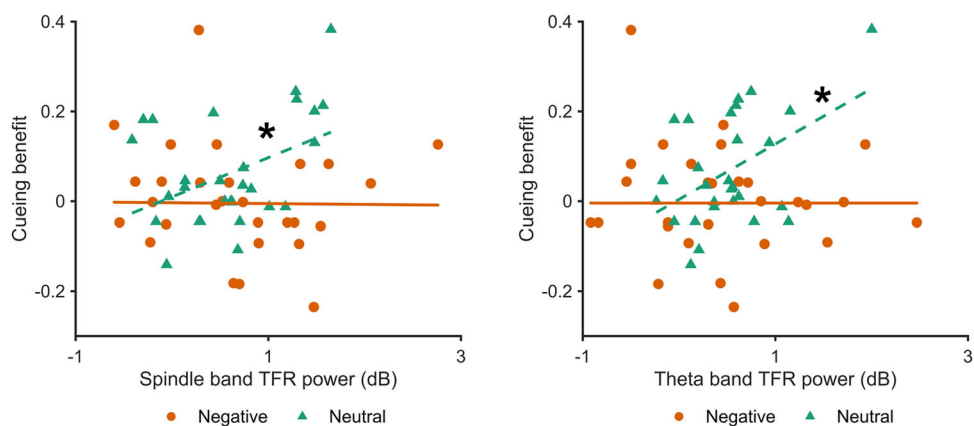 0.4
0.2
0
-0.2
Cueing benefit
-1
1
3
Spindle band TFR power (dB)
Negative
Neutral
*
0.4
0.2
0
-0.2
Cueing benefit
-1
1
3
Theta band TFR power (dB)
Negative
Neutral
*